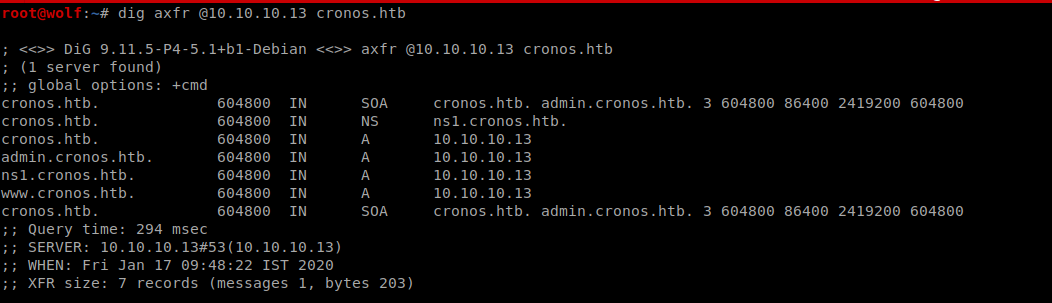 root@wolf:~# dig axfr @10.10.10.13 cronos.htb
; <<>> DiG 9.11.5-P4-5.1+b1-Debian <<>> axfr @10.10.10.13 cronos.htb
; (1 server found)
;; global options: +cmd
cronos.htb. 604800 IN SOA cronos.htb. admin.cronos.htb. 3 604800 86400 2419200 604800
cronos.htb. 604800 IN NS ns1.cronos.htb.
cronos.htb. 604800 IN A 10.10.10.13
admin.cronos.htb. 604800 IN A 10.10.10.13
ns1.cronos.htb. 604800 IN A 10.10.10.13
www.cronos.htb. 604800 IN A 10.10.10.13
cronos.htb. 604800 IN SOA cronos.htb. admin.cronos.htb. 3 604800 86400 2419200 604800
;; Query time: 294 msec
;; SERVER: 10.10.10.13#53(10.10.10.13)
;; WHEN: Fri Jan 17 09:48:22 IST 2020
;; XFR size: 7 records (messages 1, bytes 203)